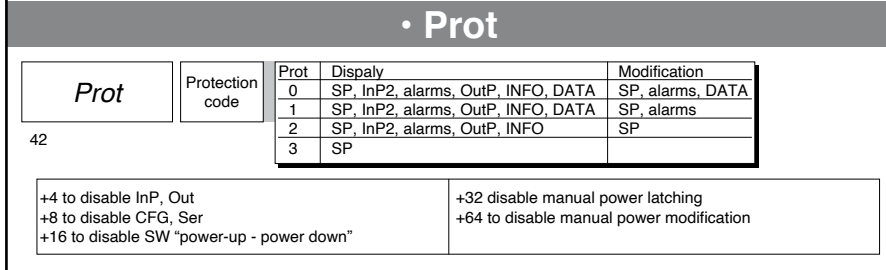 • Prot
Prot
Protection
code
42
Prot Dispaly Modification
0 SP, InP2, alarms, OutP, INFO, DATA SP, alarms, DATA
1 SP, InP2, alarms, OutP, INFO, DATA SP, alarms
2 SP, InP2, alarms, OutP, INFO SP
3 SP
+4 to disable InP, Out
+8 to disable CFG, Ser
+16 to disable SW “power-up - power down”
+32 disable manual power latching
+64 to disable manual power modification